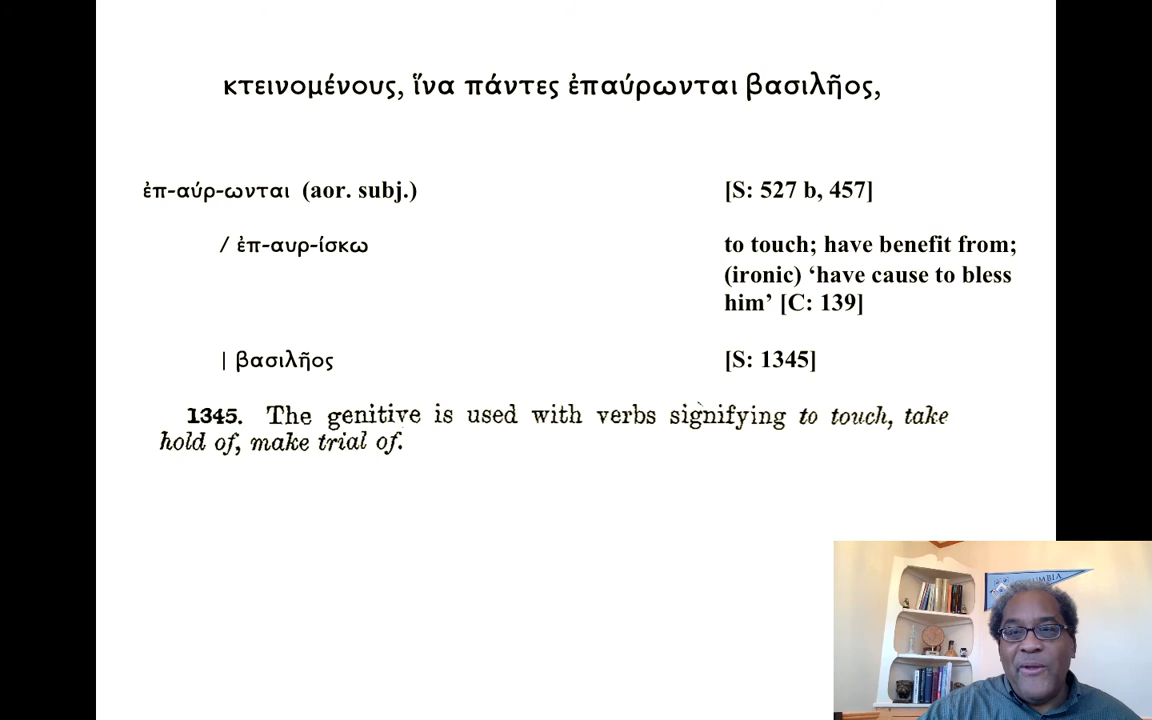 κτεινομένους, ἵνα πάντες ἐπαύρωνται βασιλῆος,
ἐπ-αύρ-ωνται (aor. subj.) [S: 527 b, 457]
/ ἐπ-αυρ-ίσκω to touch; have benefit from;
(ironic) ‘have cause to bless
him’ [C: 139]
| βασιλῆος [S: 1345]
1345. The genitive is used with verbs signifying to touch, take
hold of, make trial of.